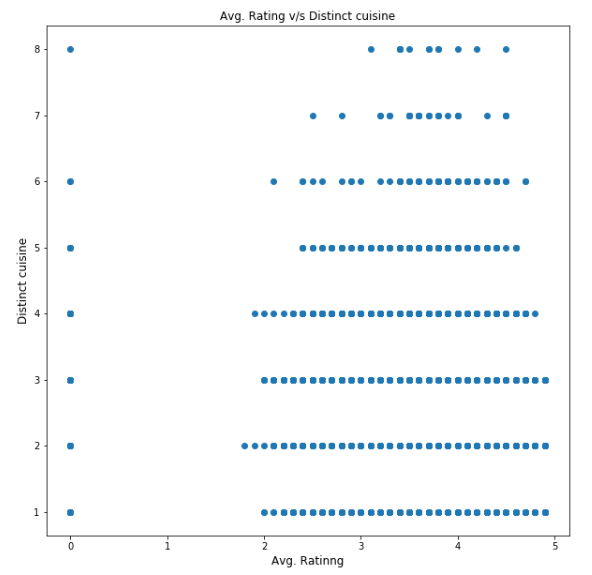 Avg. Rating v/s Distinct cuisine
8
7
6
5
4
3
2
1
Distinct cuisine
0 1 2 3 4 5
Avg. Ratinng